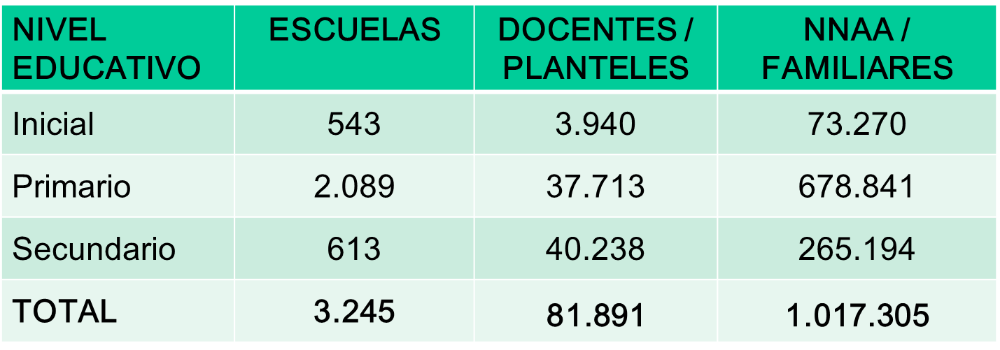 NIVEL EDUCATIVO ESCUELAS DOCENTES / PLANTELES NNAA / FAMILIARES
Inicial 543 3.940 73.270
Primario 2.089 37.713 678.841
Secundario 613 40.238 265.194
TOTAL 3.245 81.891 1.017.305